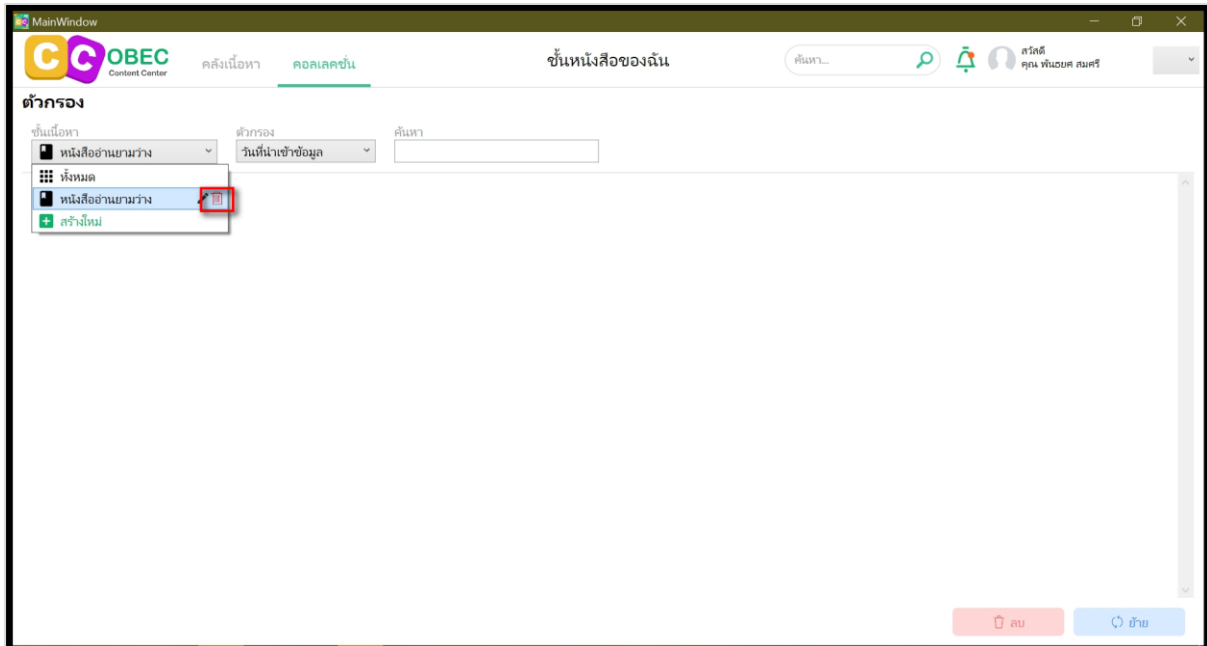 MainWindow
CC OBEC
Content Center
คลังเนื้อหา
คอลเลคชั่น
ชั้นหนังสือของฉัน
ค้นหา...
สวัสดี
คุณ พันธยศ สมศรี
ตัวกรอง
ชั้นเนื้อหา
ตัวกรอง
ค้นหา
หนังสืออ่านยามว่าง
วันที่นำเข้าข้อมูล
ทั้งหมด
หนังสืออ่านยามว่าง
สร้างใหม่
ลบ
ย้าย